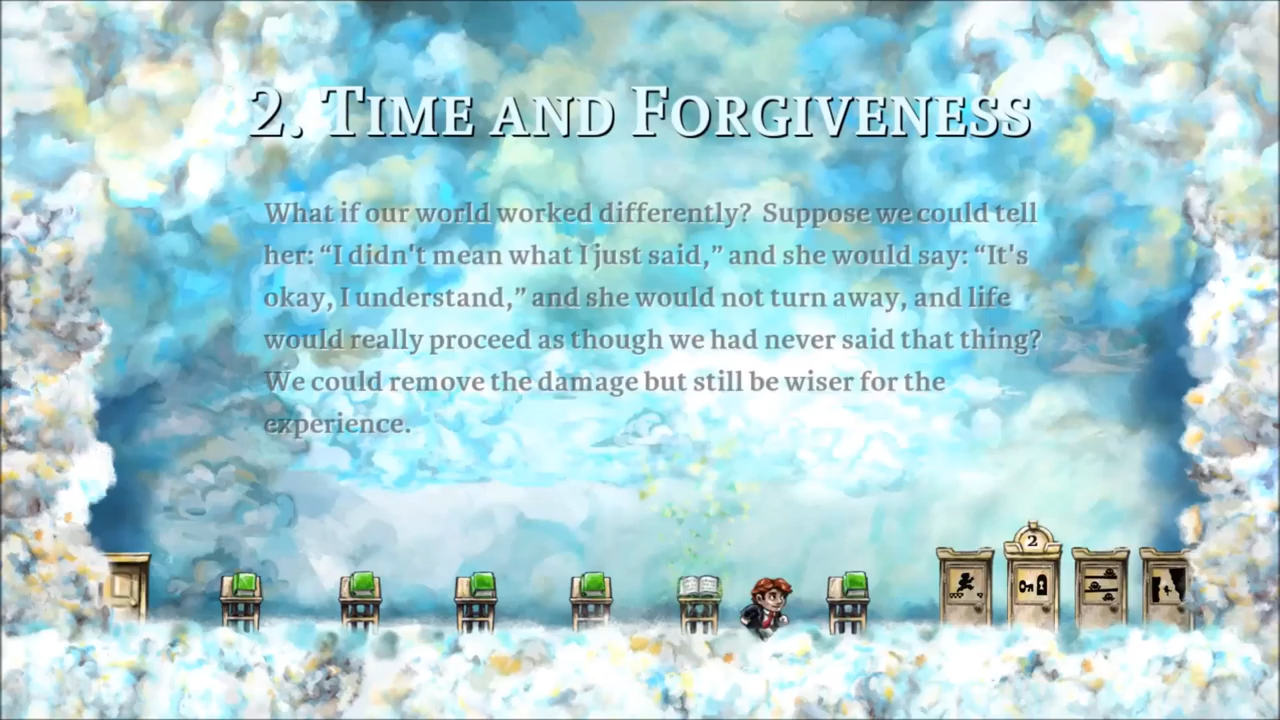 2. Time and Forgiveness
What if our world worked differently?  Suppose we could tell
her: “I didn't mean what I just said,” and she would say: “It's
okay, I understand,” and she would not turn away, and life
would really proceed as though we had never said that thing?
We could remove the damage but still be wiser for the
experience.
2